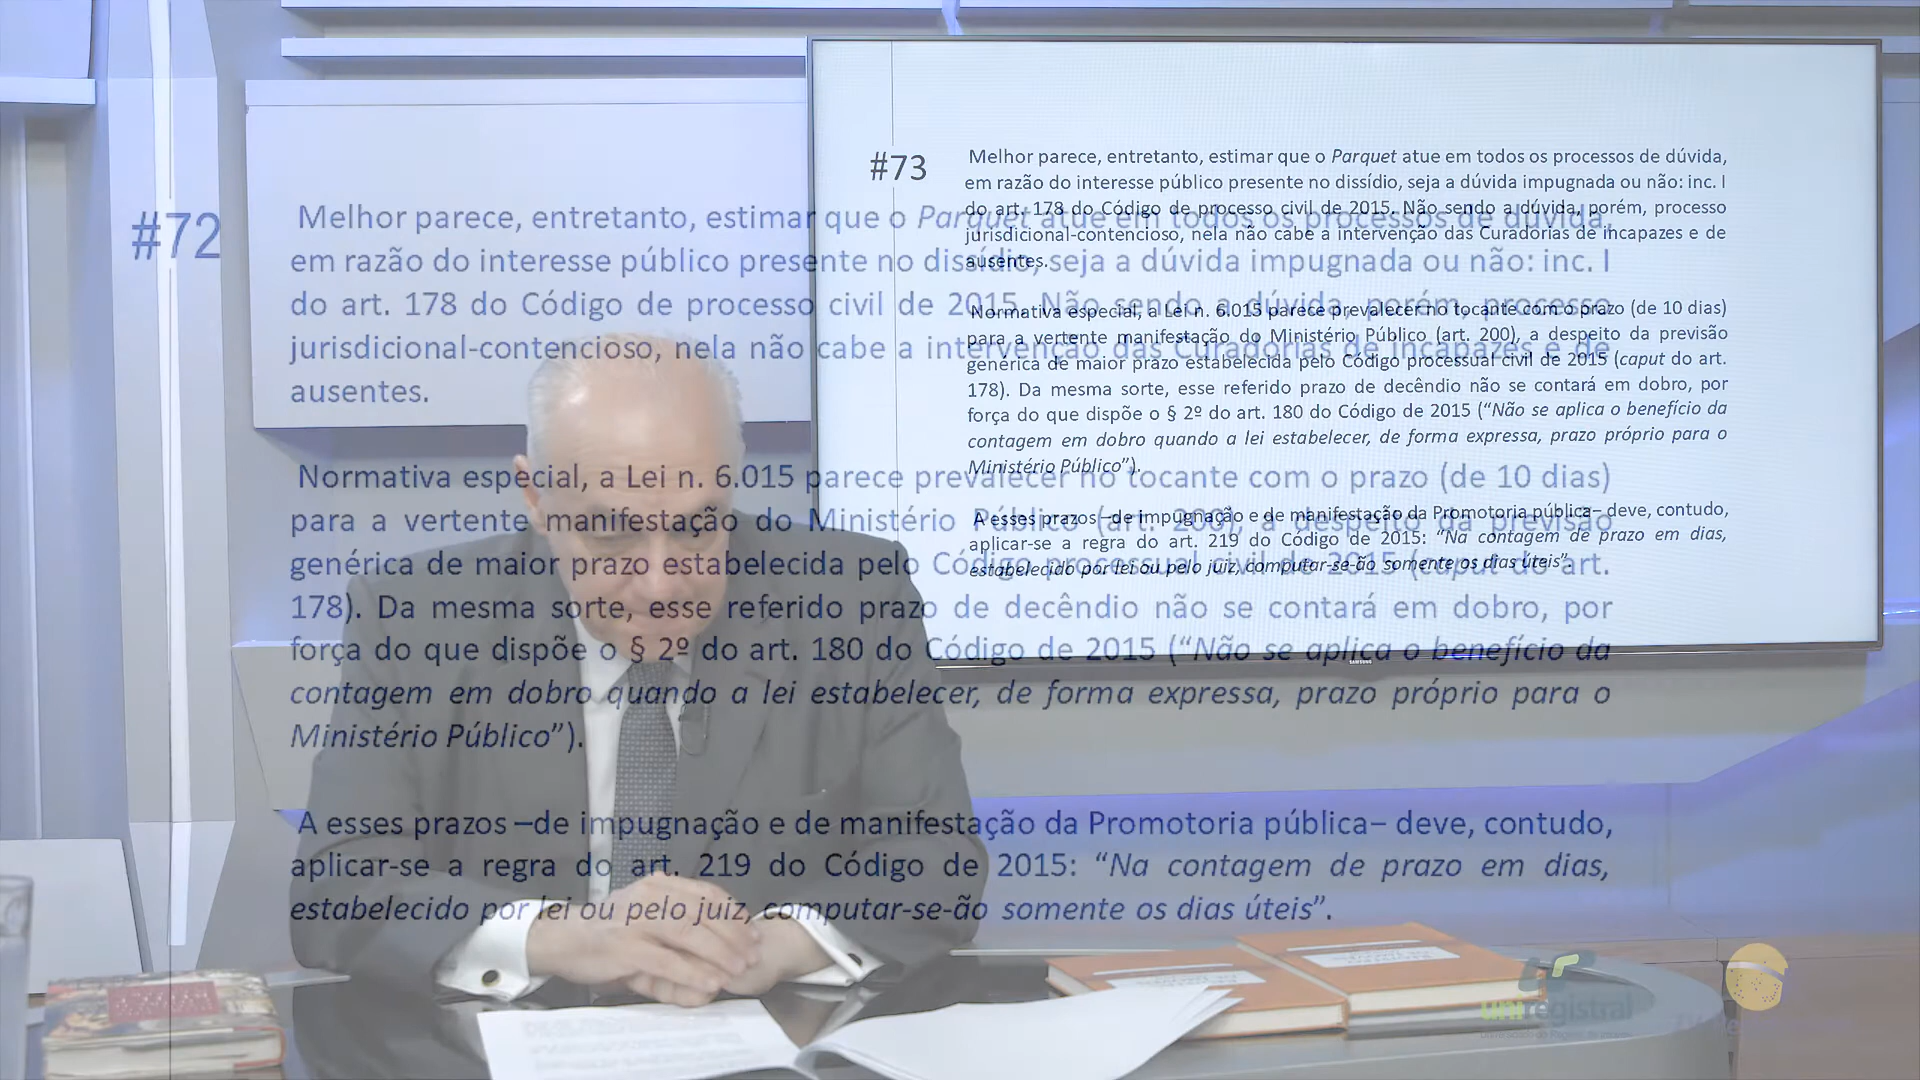 #72
Melhor parece, entretanto, estimar que o Parquet atue em todos os processos de dúvida,
em razão do interesse público presente no dissídio, seja a dúvida impugnada ou não: inc. I
do art. 178 do Código de processo civil de 2015. Não sendo a dúvida, porém, processo
jurisdicional-contencioso, nela não cabe a intervenção das Curadorias de incapazes e de
ausentes.
Normativa especial, a Lei n. 6.015 parece prevalecer no tocante com o prazo (de 10 dias)
para a vertente manifestação do Ministério Público (art. 200), a despeito da previsão
genérica de maior prazo estabelecida pelo Código processual civil de 2015 (caput do art.
178). Da mesma sorte, esse referido prazo de decêndio não se contará em dobro, por
força do que dispõe o § 2º do art. 180 do Código de 2015 (“Não se aplica o benefício da
contagem em dobro quando a lei estabelecer, de forma expressa, prazo próprio para o
Ministério Público”).
A esses prazos –de impugnação e de manifestação da Promotoria pública– deve, contudo,
aplicar-se a regra do art. 219 do Código de 2015: “Na contagem de prazo em dias,
estabelecido por lei ou pelo juiz, computar-se-ão somente os dias úteis”.
#73
Melhor parece, entretanto, estimar que o Parquet atue em todos os processos de dúvida,
em razão do interesse público presente no dissídio, seja a dúvida impugnada ou não: inc. I
do art. 178 do Código de processo civil de 2015. Não sendo a dúvida, porém, processo
jurisdicional-contencioso, nela não cabe a intervenção das Curadorias de incapazes e de
ausentes.
Normativa especial, a Lei n. 6.015 parece prevalecer no tocante com o prazo (de 10 dias)
para a vertente manifestação do Ministério Público (art. 200), a despeito da previsão
genérica de maior prazo estabelecida pelo Código processual civil de 2015 (caput do art.
178). Da mesma sorte, esse referido prazo de decêndio não se contará em dobro, por
força do que dispõe o § 2º do art. 180 do Código de 2015 (“Não se aplica o benefício da
contagem em dobro quando a lei estabelecer, de forma expressa, prazo próprio para o
Ministério Público”).
A esses prazos –de impugnação e de manifestação da Promotoria pública– deve, contudo,
aplicar-se a regra do art. 219 do Código de 2015: “Na contagem de prazo em dias,
estabelecido por lei ou pelo juiz, computar-se-ão somente os dias úteis”.
SAMSUNG
uniregistral